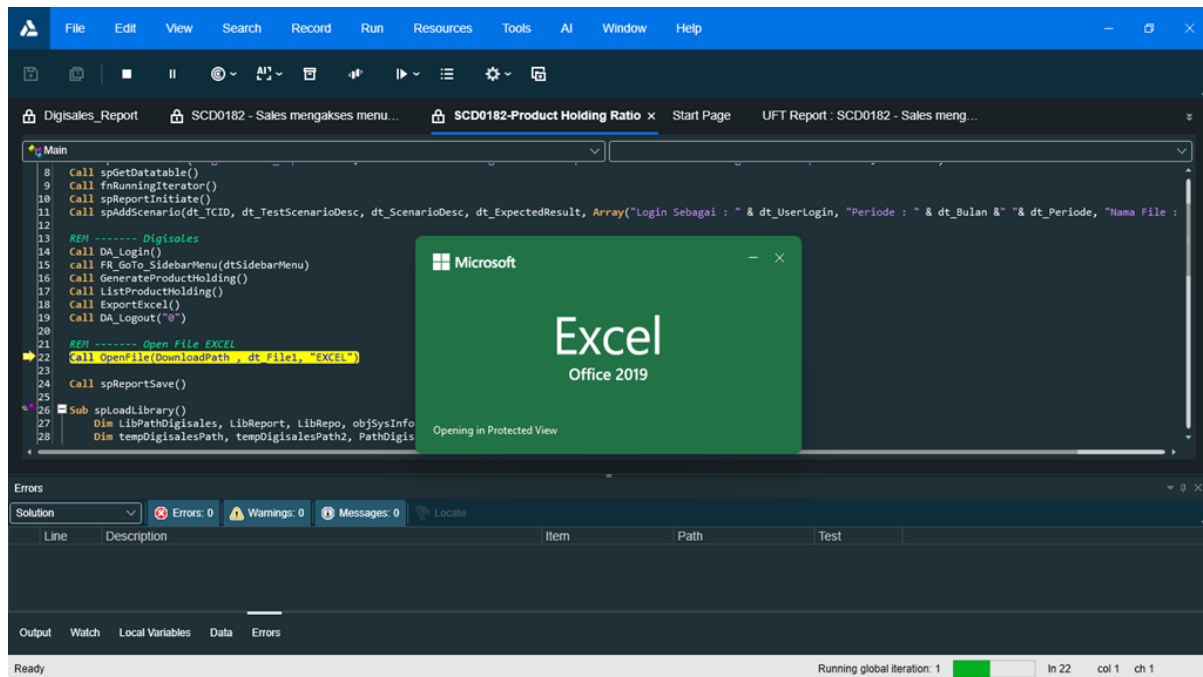 File Edit View Search Record Run Resources Tools AI Window Help
Digisales_Report SCD0182 - Sales mengakses menu... SCD0182-Product Holding Ratio Start Page UFT Report : SCD0182 - Sales meng...
Main
8 Call spGetDatatable()
9 Call fnRunningIterator()
10 Call spReportInitiate()
11 Call spAddScenario(dt_TCID, dt_TestScenarioDesc, dt_ScenarioDesc, dt_ExpectedResult, Array("Login Sebagai : " & dt_UserLogin, "Periode : " & dt_Bulan &" "& dt_Periode, "Nama File :
12
13 REM ------- Digisales
14 Call DA_Login()
15 call FR_GoTo_SidebarMenu(dtSidebarMenu)
16 Call GenerateProductHolding()
17 Call ListProductHolding()
18 Call ExportExcel()
19 Call DA_Logout("0")
20
21 REM ------- Open File EXCEL
22 Call OpenFile(DownloadPath , dt_File1, "EXCEL")
23
24 Call spReportSave()
25
26 Sub spLoadLibrary()
27 Dim LibPathDigisales, LibReport, LibRepo, objSysInfo
28 Dim tempDigisalesPath, tempDigisalesPath2, PathDigis
Microsoft
Excel
Office 2019
Opening in Protected View
Errors
Solution Errors: 0 Warnings: 0 Messages: 0 Locate
Line Description Item Path Test
Output Watch Local Variables Data Errors
Ready Running global iteration: 1 ln 22 col 1 ch 1